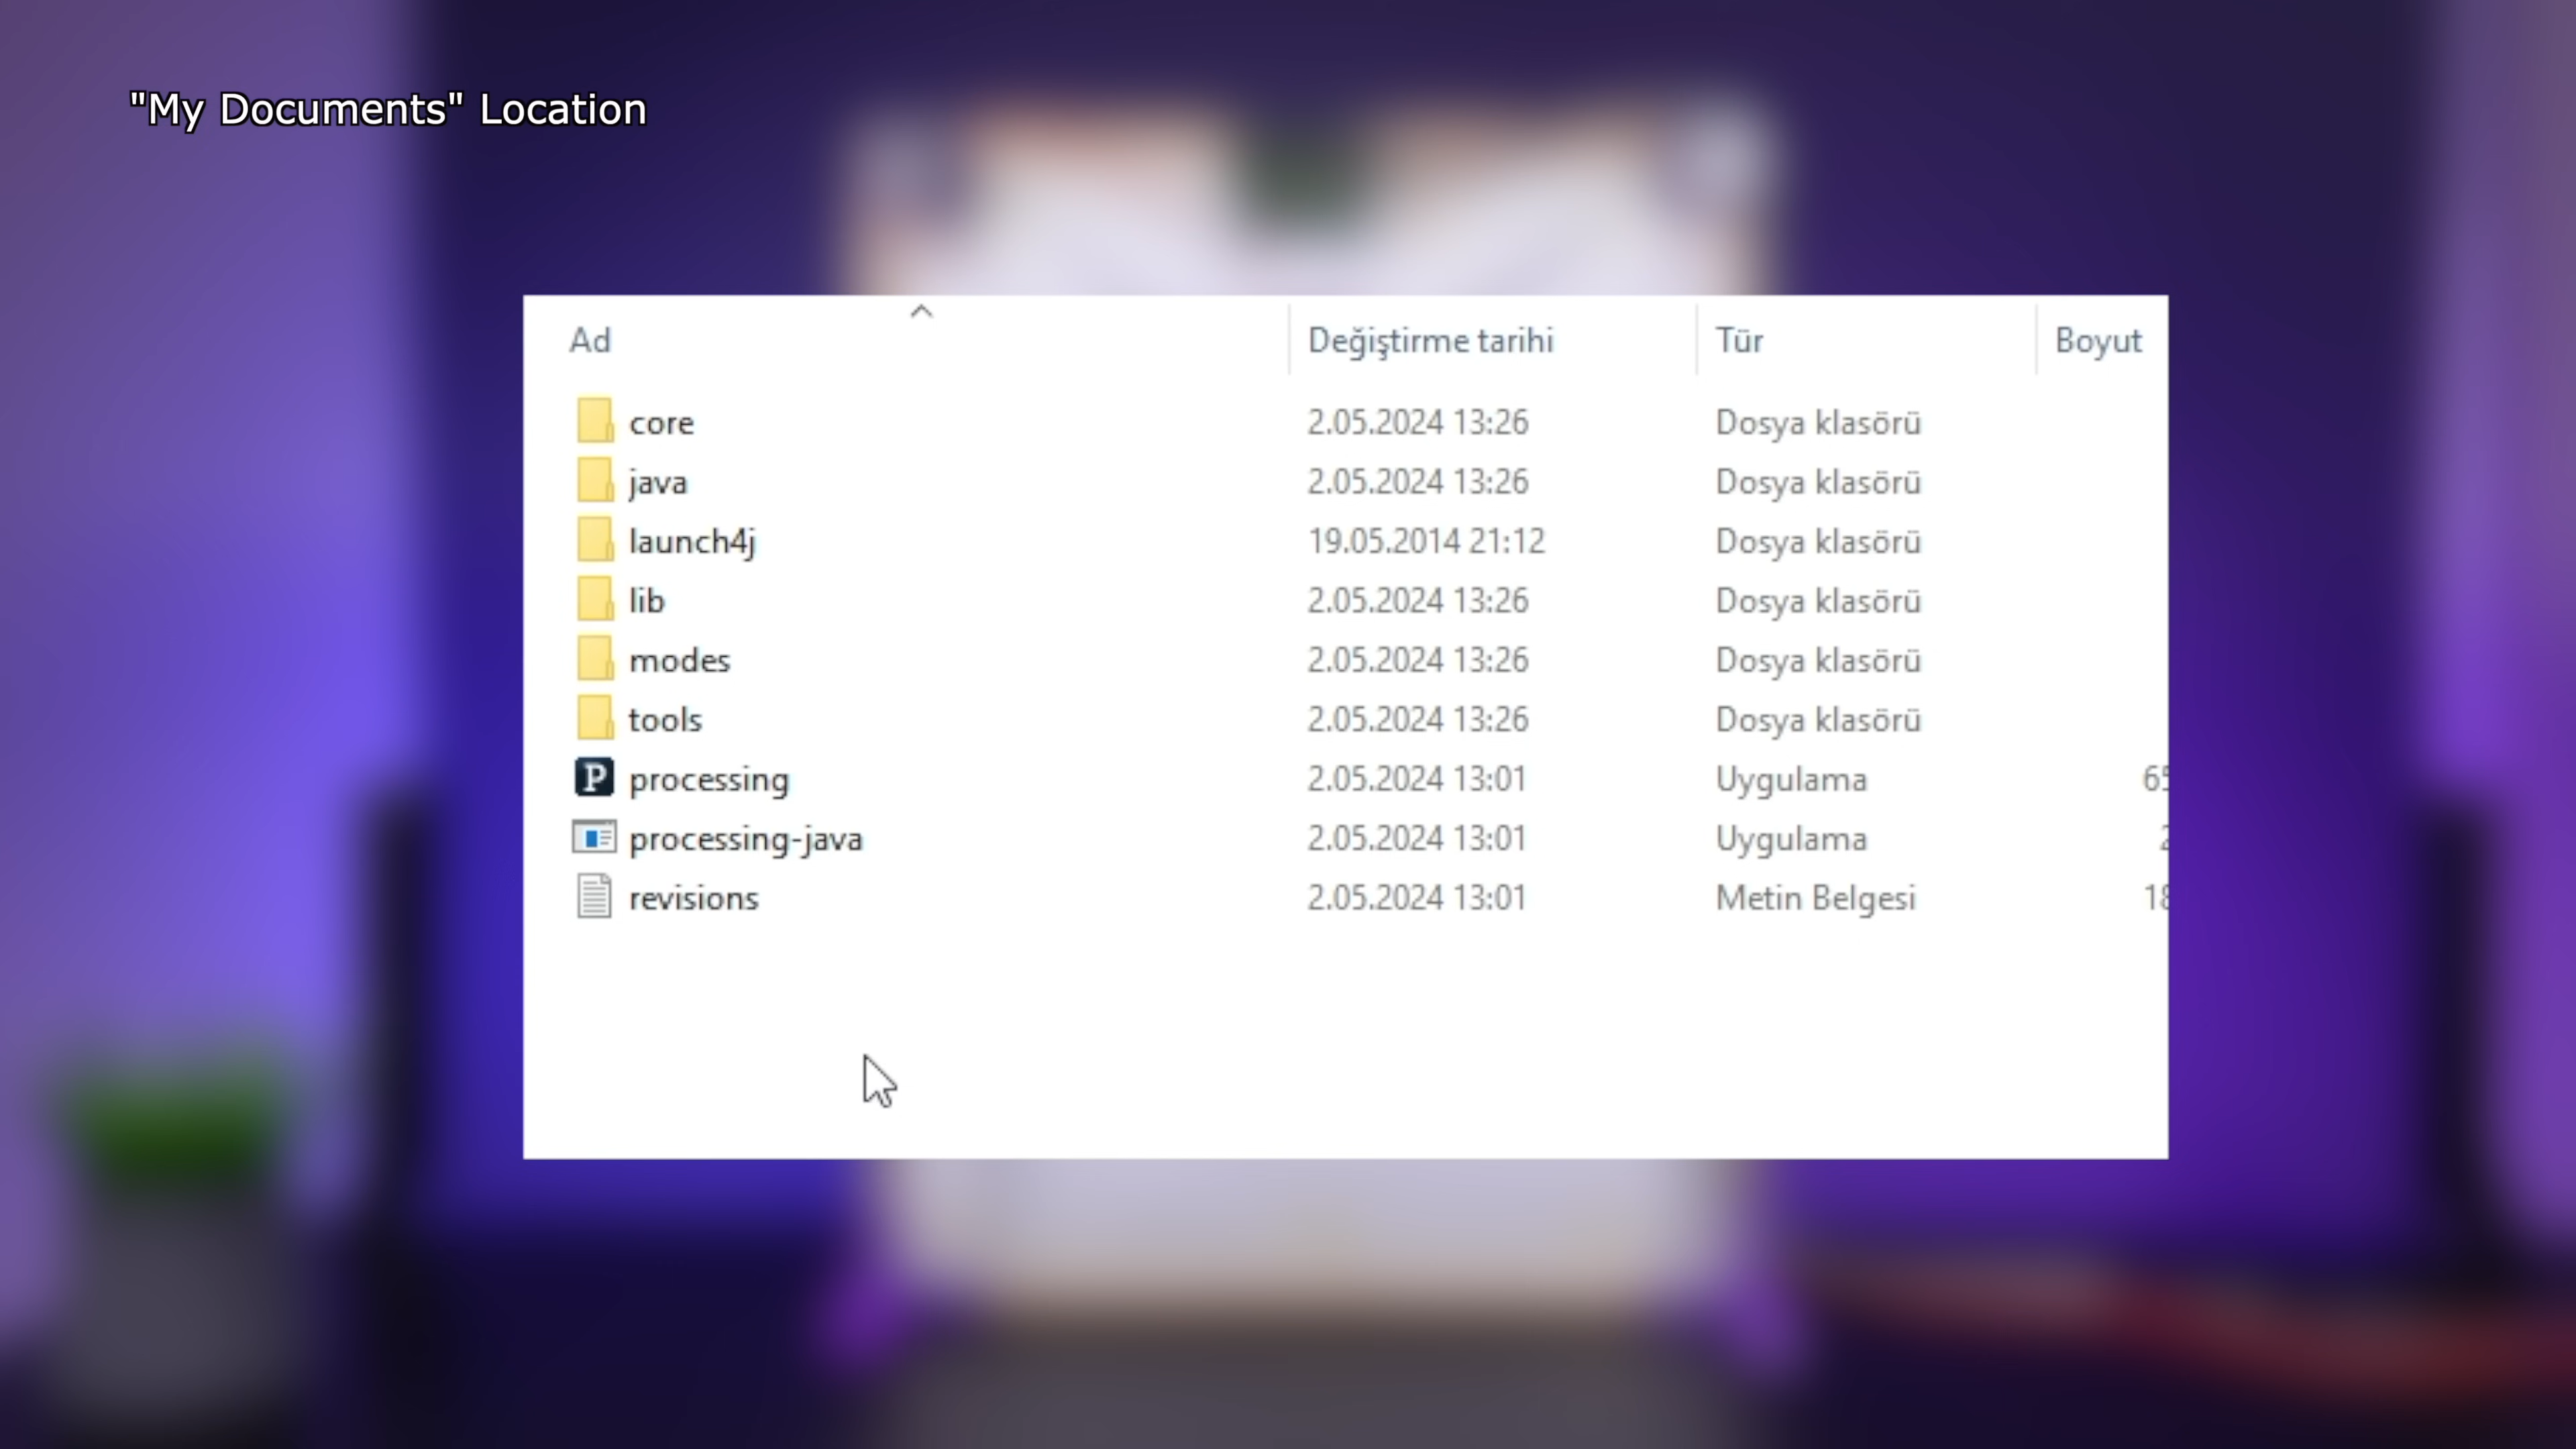 "My Documents" Location
Ad Değiştirme tarihi Tür Boyut
core 2.05.2024 13:26 Dosya klasörü
java 2.05.2024 13:26 Dosya klasörü
launch4j 19.05.2014 21:12 Dosya klasörü
lib 2.05.2024 13:26 Dosya klasörü
modes 2.05.2024 13:26 Dosya klasörü
tools 2.05.2024 13:26 Dosya klasörü
processing 2.05.2024 13:01 Uygulama
processing-java 2.05.2024 13:01 Uygulama
revisions 2.05.2024 13:01 Metin Belgesi